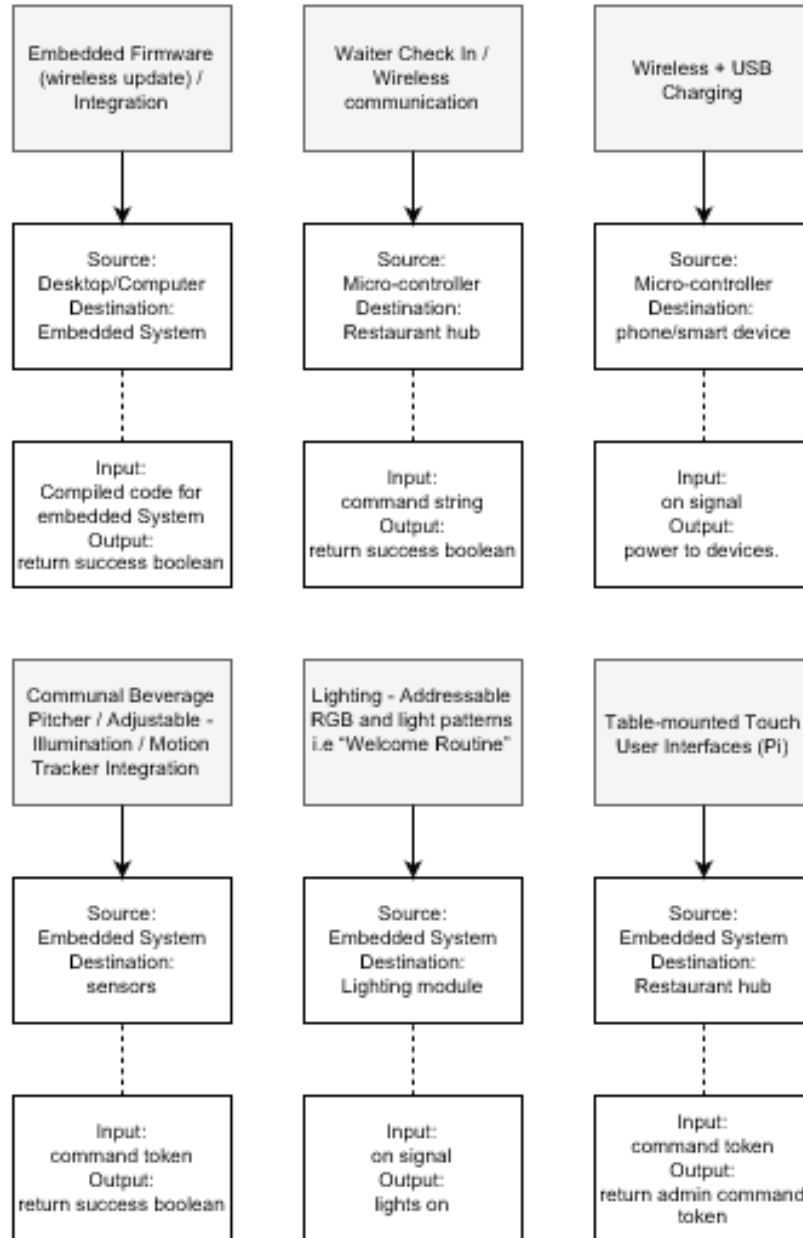 Embedded Firmware
(wireless update) /
Integration
Waiter Check In /
Wireless
communication
Wireless + USB
Charging
Source:
Desktop/Computer
Destination:
Embedded System
Source:
Micro-controller
Destination:
Restaurant hub
Source:
Micro-controller
Destination:
phone/smart device
Input:
Compiled code for
embedded System
Output:
return success boolean
Input:
command string
Output:
return success boolean
Input:
on signal
Output:
power to devices.
Communal Beverage
Pitcher / Adjustable -
Illumination / Motion
Tracker Integration
Lighting - Addressable
RGB and light patterns
i.e “Welcome Routine”
Table-mounted Touch
User Interfaces (Pi)
Source:
Embedded System
Destination:
sensors
Source:
Embedded System
Destination:
Lighting module
Source:
Embedded System
Destination:
Restaurant hub
Input:
command token
Output:
return success boolean
Input:
on signal
Output:
lights on
Input:
command token
Output:
return admin command
token